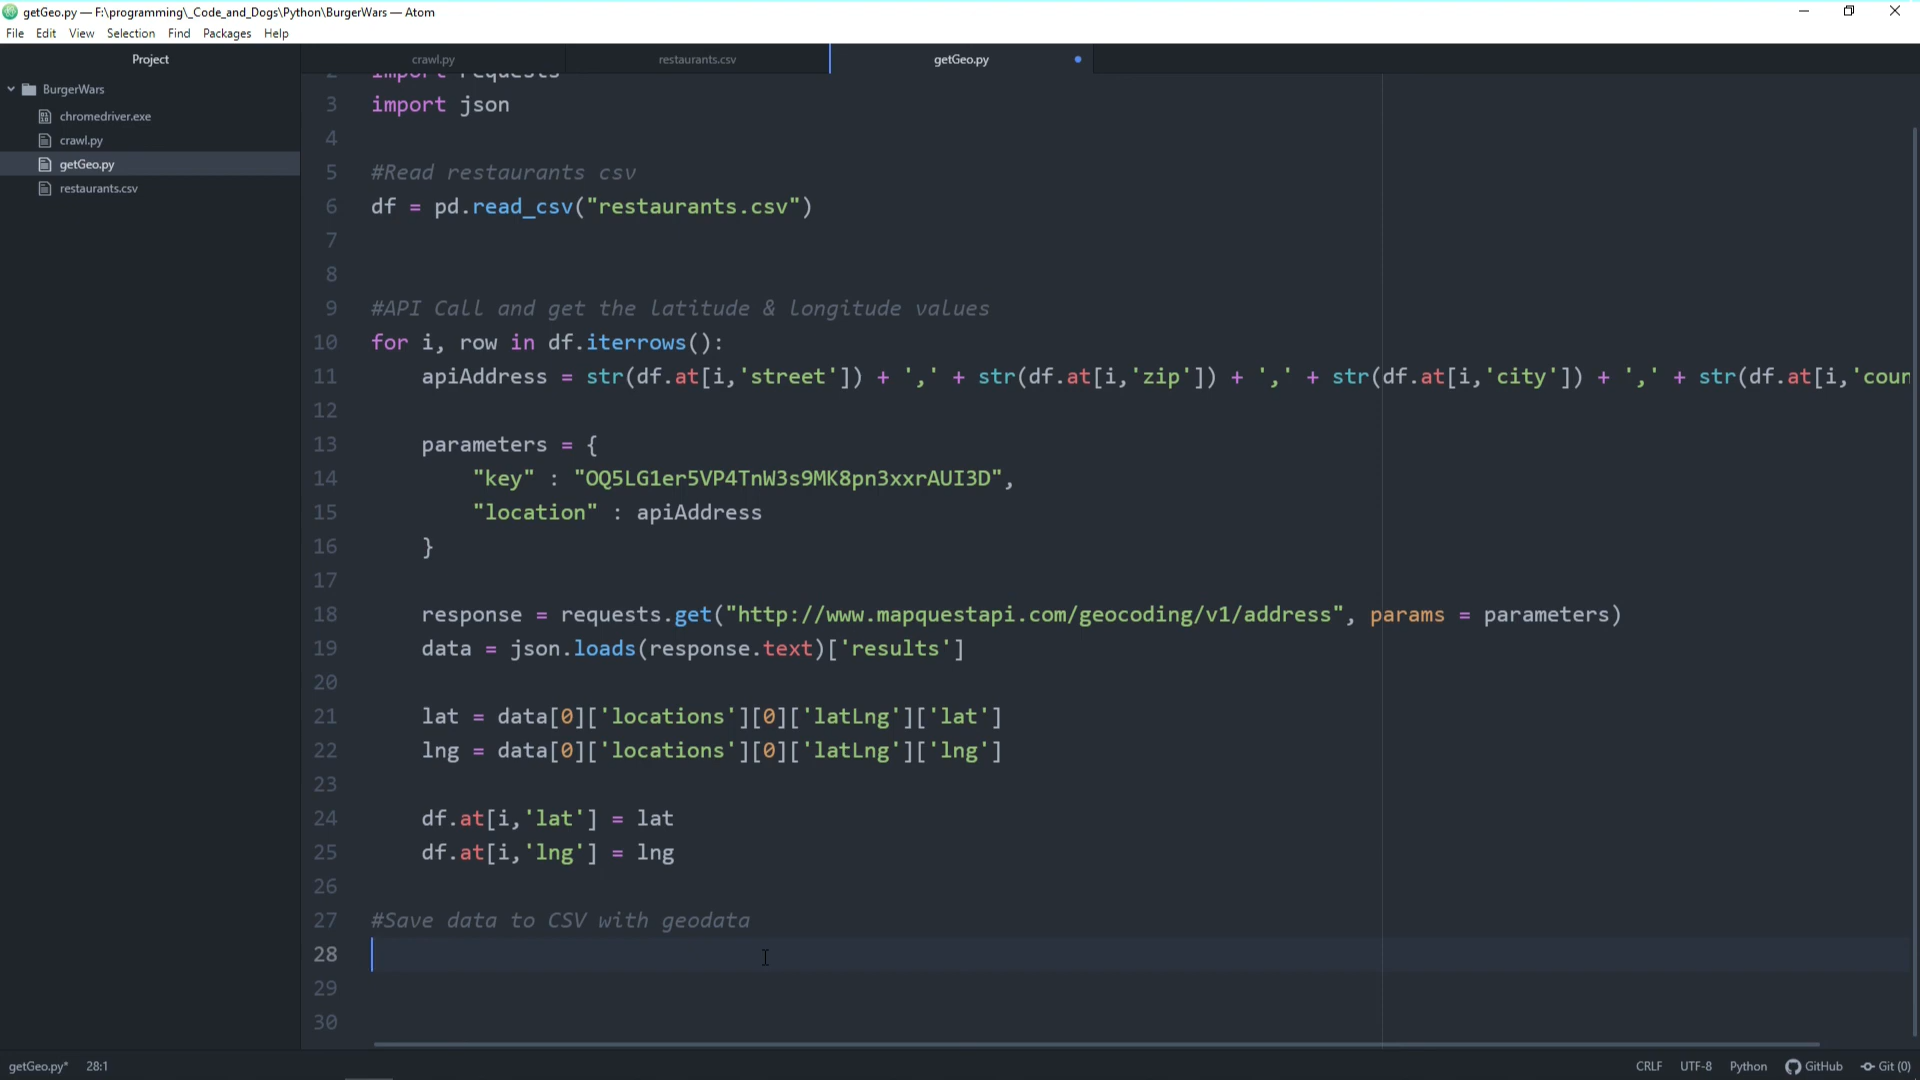 getGeo.py — F:\programming\_Code_and_Dogs\Python\BurgerWars — Atom
File Edit View Selection Find Packages Help
Project
crawl.py restaurants.csv getGeo.py
BurgerWars
chromedriver.exe
crawl.py
getGeo.py
restaurants.csv
2 import requests
3 import json
4
5 #Read restaurants csv
6 df = pd.read_csv("restaurants.csv")
7
8
9 #API Call and get the latitude & longitude values
10 for i, row in df.iterrows():
11 apiAddress = str(df.at[i,'street']) + ',' + str(df.at[i,'zip']) + ',' + str(df.at[i,'city']) + ',' + str(df.at[i,'coun
12
13 parameters = {
14 "key" : "OQ5LG1er5VP4TnW3s9MK8pn3xxrAUI3D",
15 "location" : apiAddress
16 }
17
18 response = requests.get("http://www.mapquestapi.com/geocoding/v1/address", params = parameters)
19 data = json.loads(response.text)['results']
20
21 lat = data[0]['locations'][0]['latLng']['lat']
22 lng = data[0]['locations'][0]['latLng']['lng']
23
24 df.at[i,'lat'] = lat
25 df.at[i,'lng'] = lng
26
27 #Save data to CSV with geodata
28
29
30
getGeo.py* 28:1 CRLF UTF-8 Python GitHub Git (0)